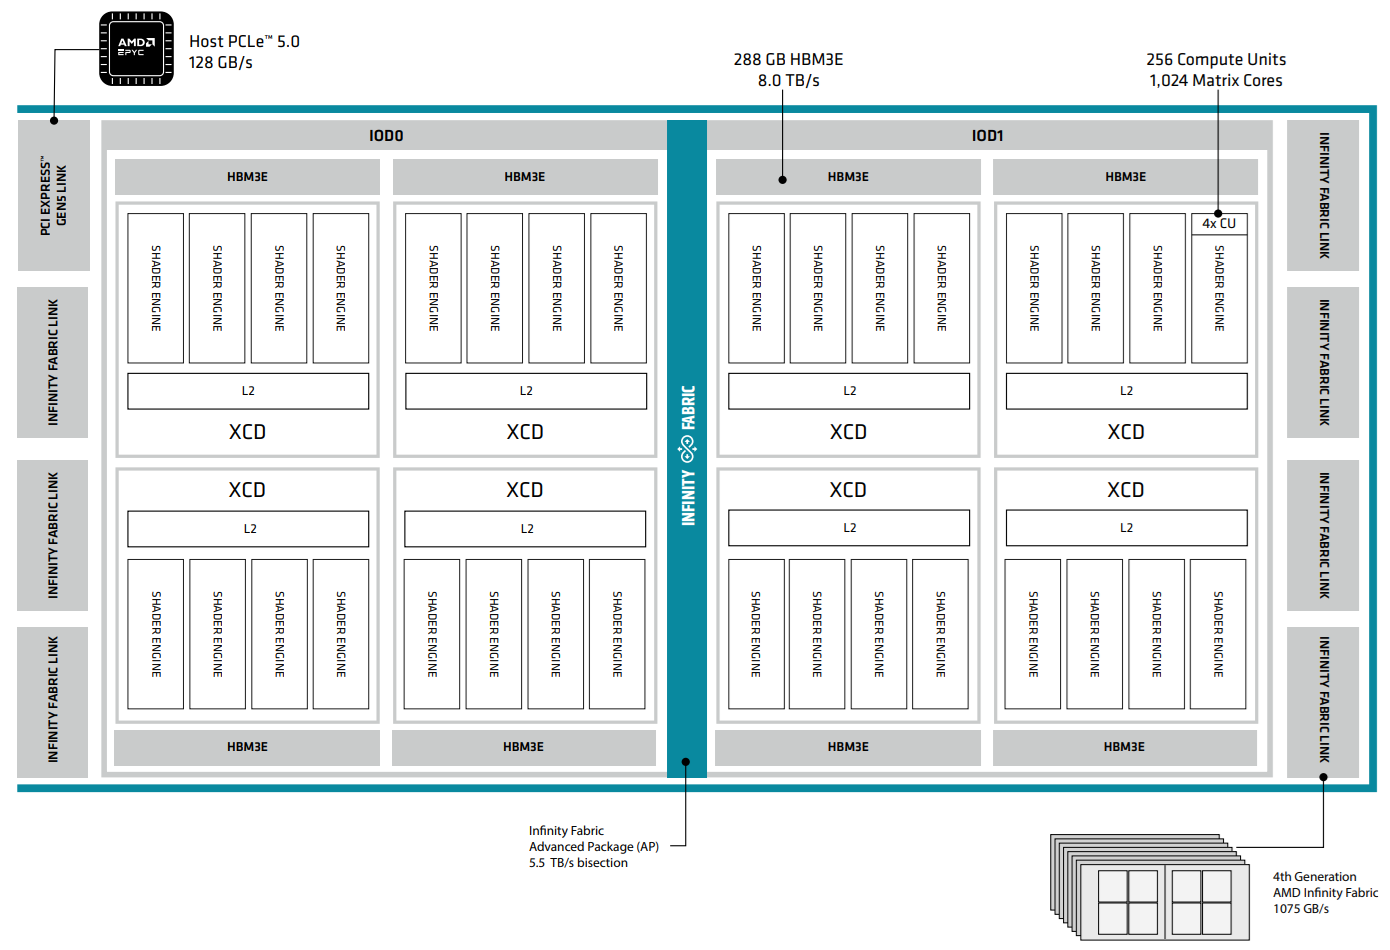 AMD
EPYC
Host PCLe™ 5.0
128 GB/s
288 GB HBM3E
8.0 TB/s
256 Compute Units
1,024 Matrix Cores
PCI EXPRESS™
GEN5 LINK
INFINITY FABRIC LINK
INFINITY FABRIC LINK
INFINITY FABRIC LINK
IOD0
HBM3E
HBM3E
SHADER ENGINE
SHADER ENGINE
SHADER ENGINE
SHADER ENGINE
SHADER ENGINE
SHADER ENGINE
SHADER ENGINE
SHADER ENGINE
L2
L2
XCD
XCD
XCD
XCD
L2
L2
SHADER ENGINE
SHADER ENGINE
SHADER ENGINE
SHADER ENGINE
SHADER ENGINE
SHADER ENGINE
SHADER ENGINE
SHADER ENGINE
HBM3E
HBM3E
INFINITY FABRIC
IOD1
HBM3E
HBM3E
4x CU
SHADER ENGINE
SHADER ENGINE
SHADER ENGINE
SHADER ENGINE
SHADER ENGINE
SHADER ENGINE
SHADER ENGINE
SHADER ENGINE
L2
L2
XCD
XCD
XCD
XCD
L2
L2
SHADER ENGINE
SHADER ENGINE
SHADER ENGINE
SHADER ENGINE
SHADER ENGINE
SHADER ENGINE
SHADER ENGINE
SHADER ENGINE
HBM3E
HBM3E
INFINITY FABRIC LINK
INFINITY FABRIC LINK
INFINITY FABRIC LINK
INFINITY FABRIC LINK
Infinity Fabric
Advanced Package (AP)
5.5 TB/s bisection
4th Generation
AMD Infinity Fabric
1075 GB/s